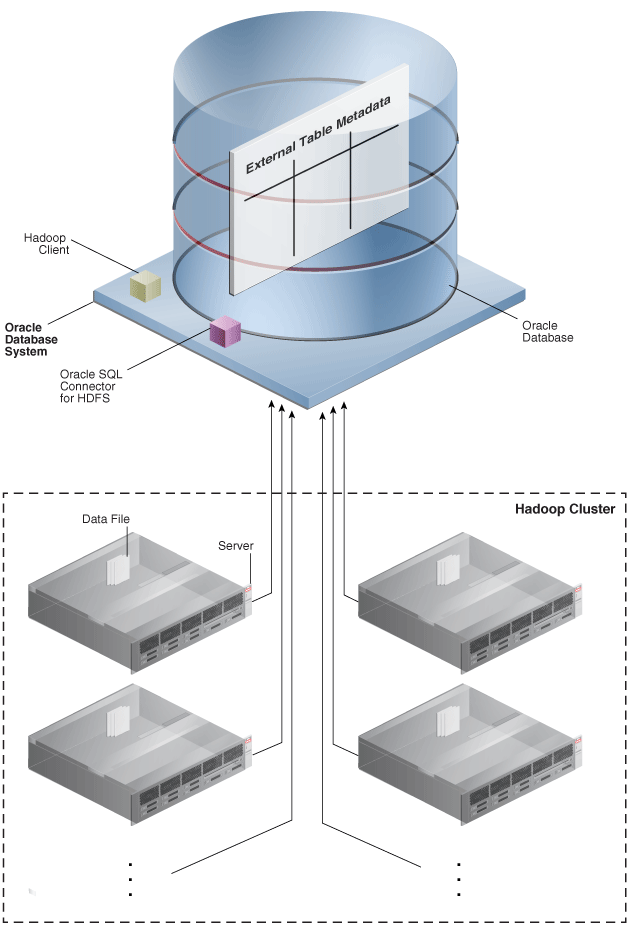 External Table Metadata
Hadoop
Client
Oracle
Database
System
Oracle
Database
Oracle SQL
Connector
for HDFS
Hadoop Cluster
Data File
Server